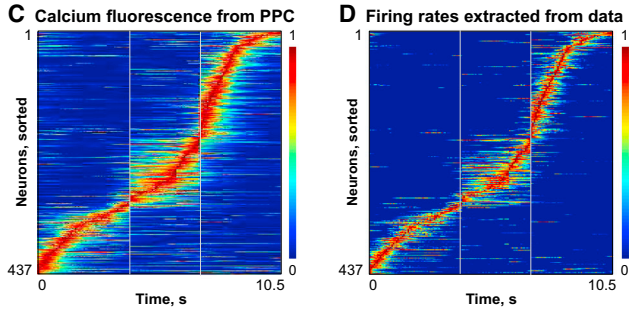 C Calcium fluorescence from PPC
1
1
Neurons, sorted
437
0
0
10.5
Time, s
D Firing rates extracted from data
1
1
Neurons, sorted
437
0
0
10.5
Time, s